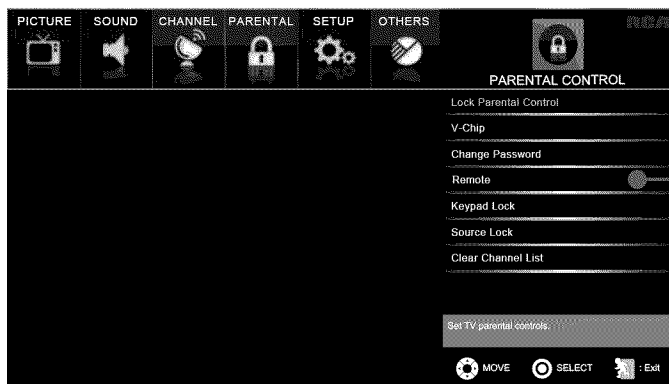 PICTURE SOUND CHANNEL PARENTAL SETUP OTHERS
RCA
PARENTAL CONTROL
Lock Parental Control
V-Chip
Change Password
Remote
Keypad Lock
Source Lock
Clear Channel List
Set TV parental controls.
MOVE SELECT : Exit